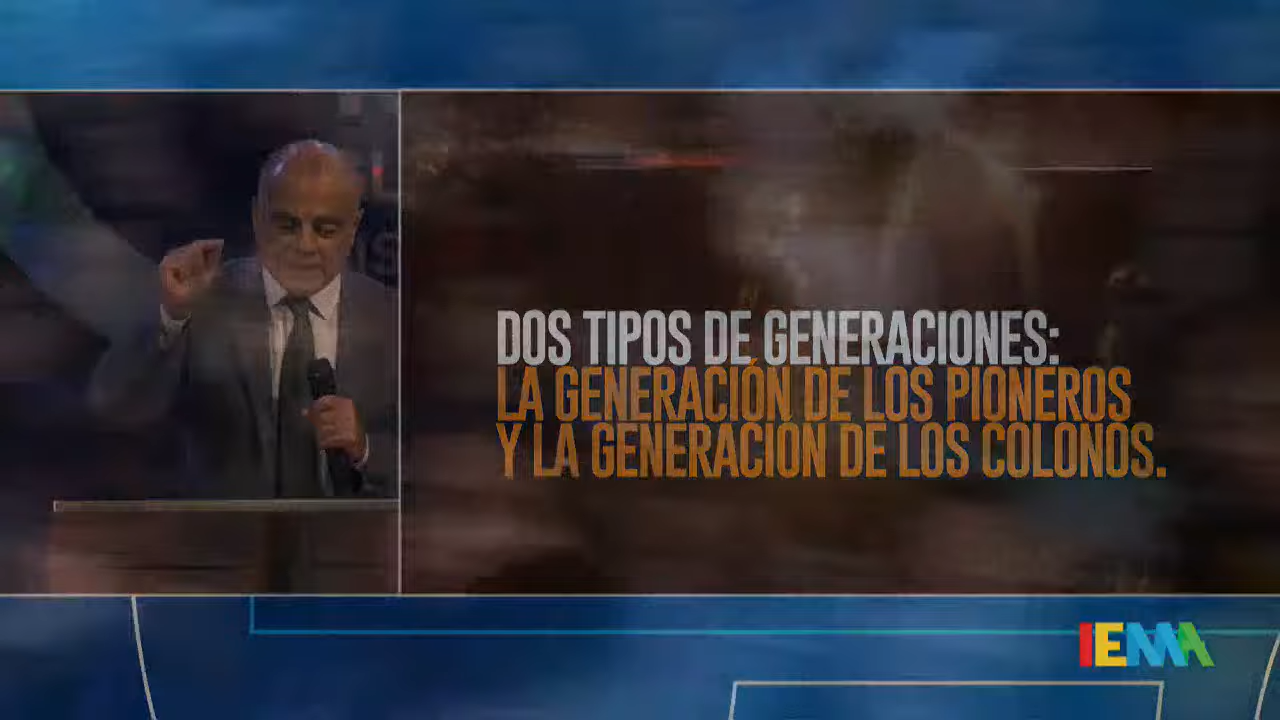 DOS TIPOS DE GENERACIONES:
LA GENERACIÓN DE LOS PIONEROS
Y LA GENERACIÓN DE LOS COLONOS.
IEMA